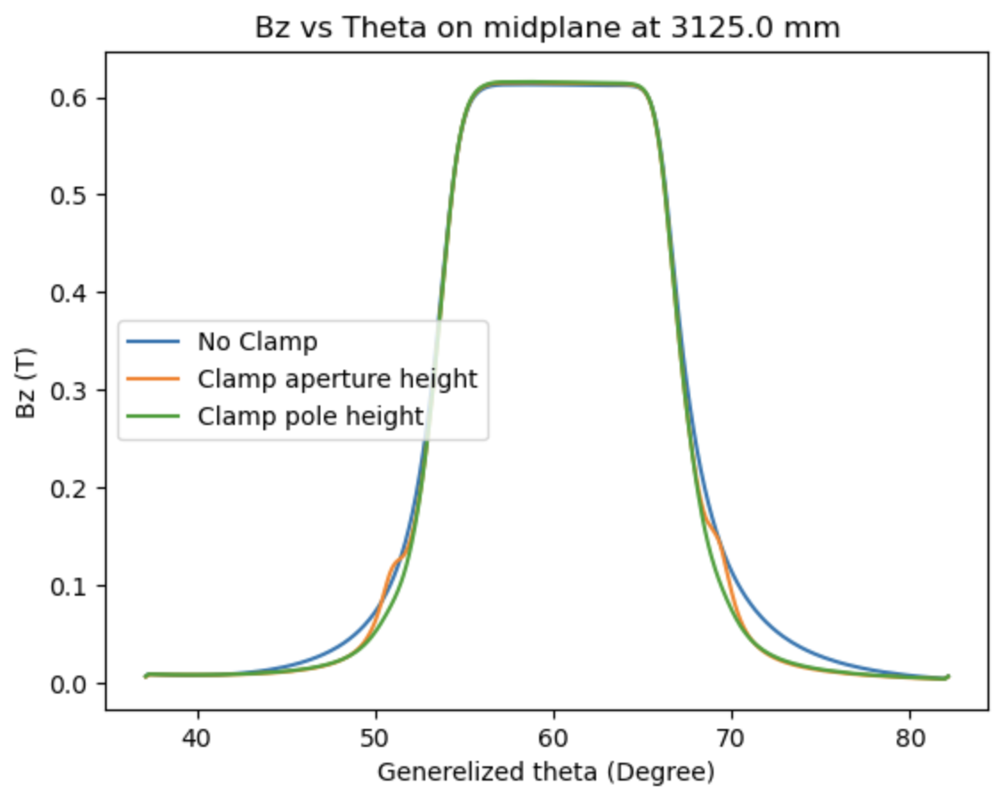 Bz vs Theta on midplane at 3125.0 mm
0.6
0.5
0.4
0.3
0.2
0.1
0.0
Bz (T)
No Clamp
Clamp aperture height
Clamp pole height
40 50 60 70 80
Generelized theta (Degree)